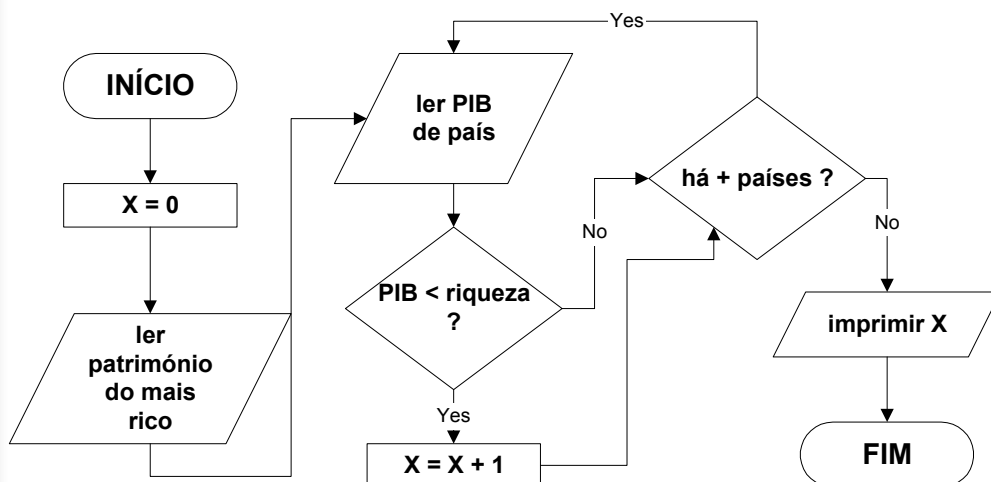 INÍCIO
X = 0
ler
património
do mais
rico
ler PIB
de país
PIB < riqueza
?
Yes
X = X + 1
No
há + países ?
Yes
No
imprimir X
FIM